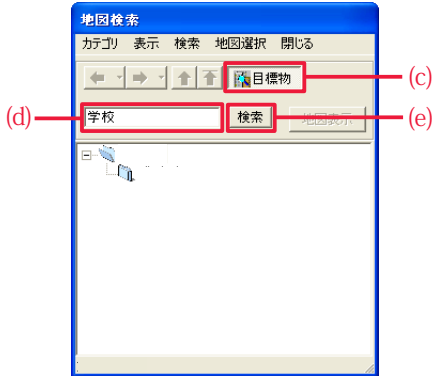 地図検索
カテゴリ 表示 検索 地図選択 閉じる
目標物 (c)
(d) 学校 検索 地図表示 (e)